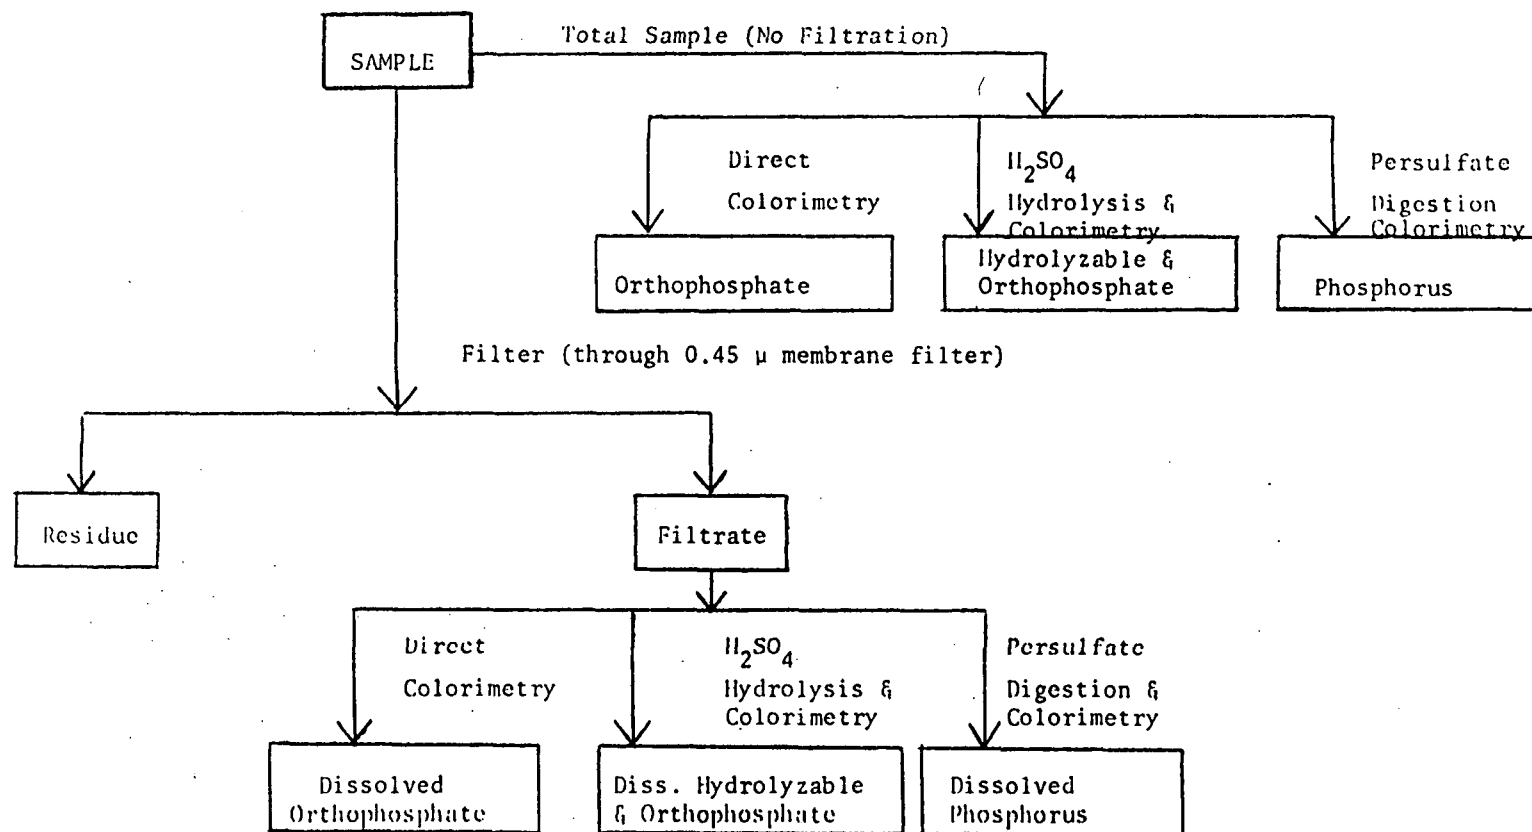 Total Sample (No Filtration)
SAMPLE
Direct
Colorimetry
H2SO4
Hydrolysis &
Colorimetry
Persulfate
Digestion
Colorimetry
Orthophosphate
Hydrolyzable &
Orthophosphate
Phosphorus
Filter (through 0.45 μ membrane filter)
Residue
Filtrate
Direct
Colorimetry
H2SO4
Hydrolysis &
Colorimetry
Persulfate
Digestion &
Colorimetry
Dissolved
Orthophosphate
Diss. Hydrolyzable
& Orthophosphate
Dissolved
Phosphorus